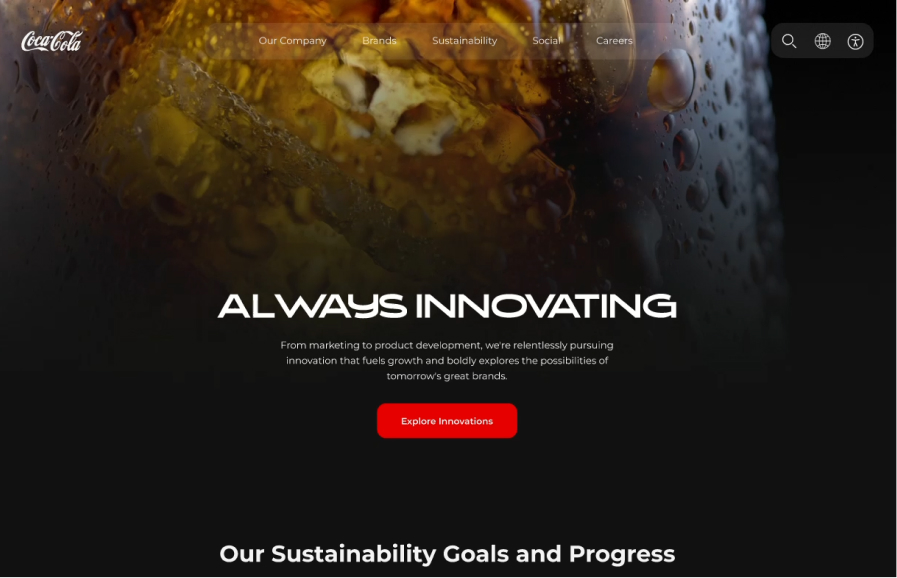 Coca-Cola
Our Company Brands Sustainability Social Careers
ALWAYS INNOVATING
From marketing to product development, we're relentlessly pursuing
innovation that fuels growth and boldly explores the possibilities of
tomorrow's great brands.
Explore Innovations
Our Sustainability Goals and Progress